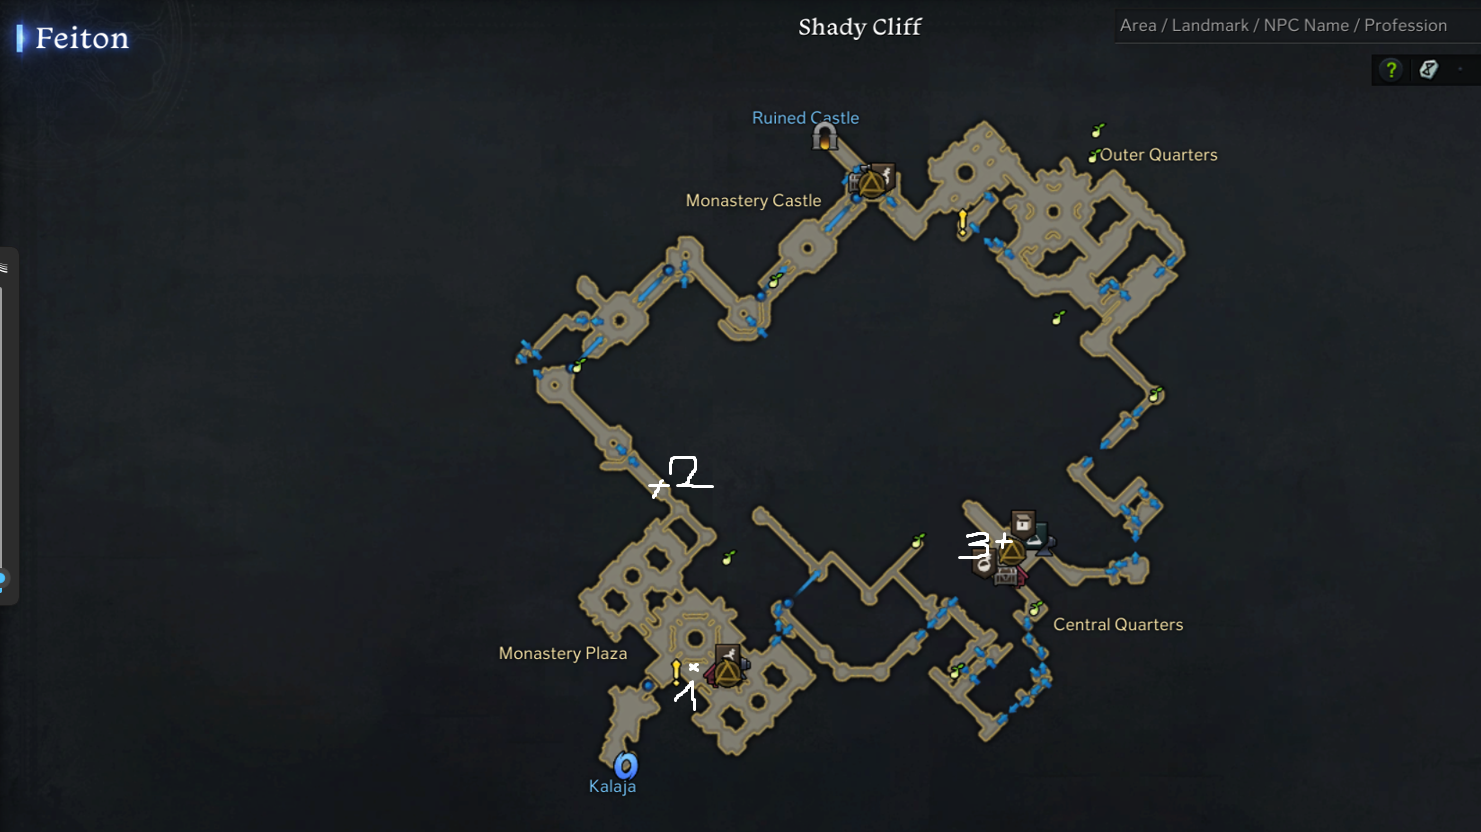 Feiton
Shady Cliff
Area / Landmark / NPC Name / Profession
?
Ruined Castle
Outer Quarters
Monastery Castle
2
3
Central Quarters
Monastery Plaza
1
Kalaja